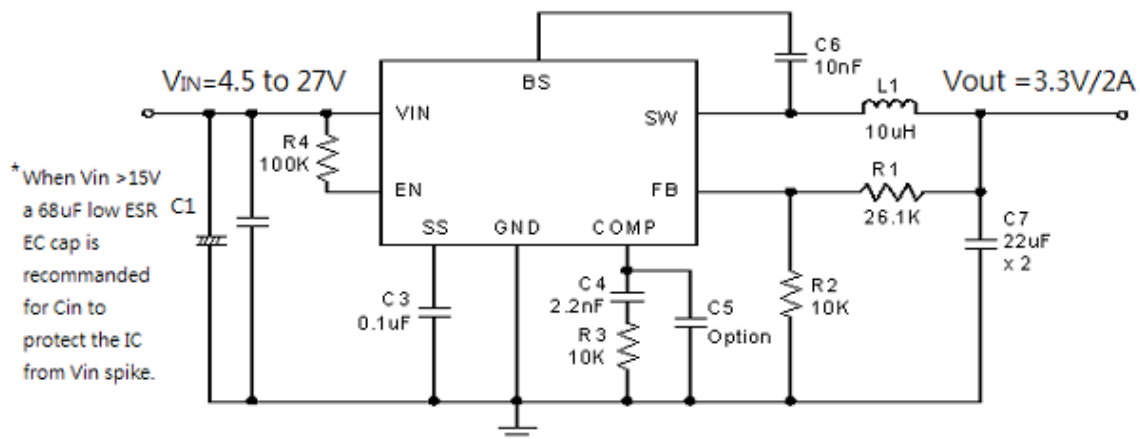 C6
10nF
VIN=4.5 to 27V
BS
L1
Vout =3.3V/2A
VIN
SW
10uH
R4
100K
* When Vin >15V
a 68uF low ESR
EC cap is
recommanded
for Cin to
protect the IC
from Vin spike.
C1
EN
FB
R1
26.1K
SS
GND
COMP
C7
22uF
x 2
C3
0.1uF
C4
2.2nF
R3
10K
C5
Option
R2
10K